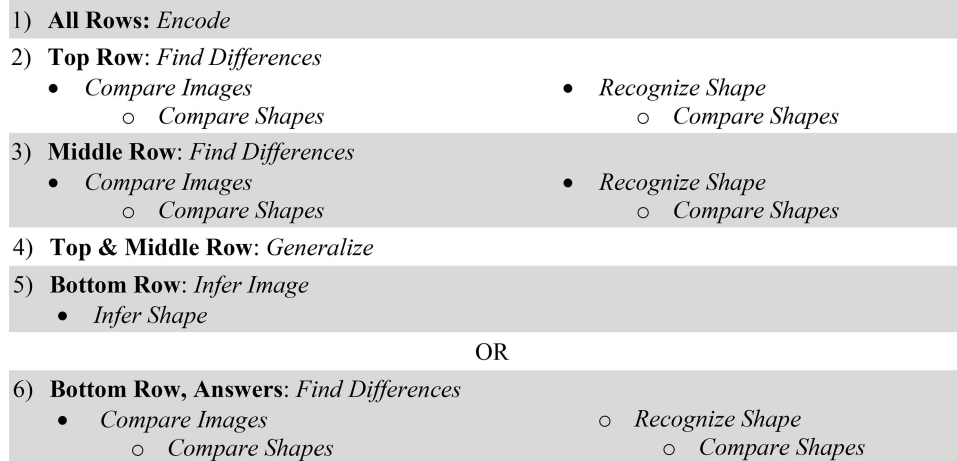 1) All Rows: Encode
2) Top Row: Find Differences
• Compare Images • Recognize Shape
o Compare Shapes o Compare Shapes
3) Middle Row: Find Differences
• Compare Images • Recognize Shape
o Compare Shapes o Compare Shapes
4) Top & Middle Row: Generalize
5) Bottom Row: Infer Image
• Infer Shape
OR
6) Bottom Row, Answers: Find Differences
• Compare Images o Recognize Shape
o Compare Shapes o Compare Shapes